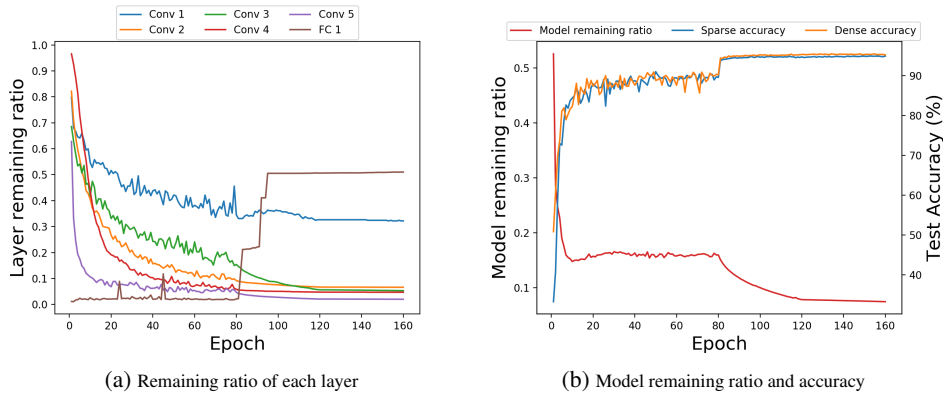 Conv 1 Conv 3 Conv 5
Conv 2 Conv 4 FC 1
1.0
0.9
0.8
0.7
0.6
0.5
0.4
0.3
0.2
0.1
0.0
Layer remaining ratio
0 20 40 60 80 100 120 140 160
Epoch
(a) Remaining ratio of each layer
Model remaining ratio Sparse accuracy Dense Accuracy
0.5
0.4
0.3
0.2
0.1
Model remaining ratio
90
80
70
60
50
40
Test Accuracy (%)
0 20 40 60 80 100 120 140 160
Epoch
(b) Model remaining ratio and accuracy